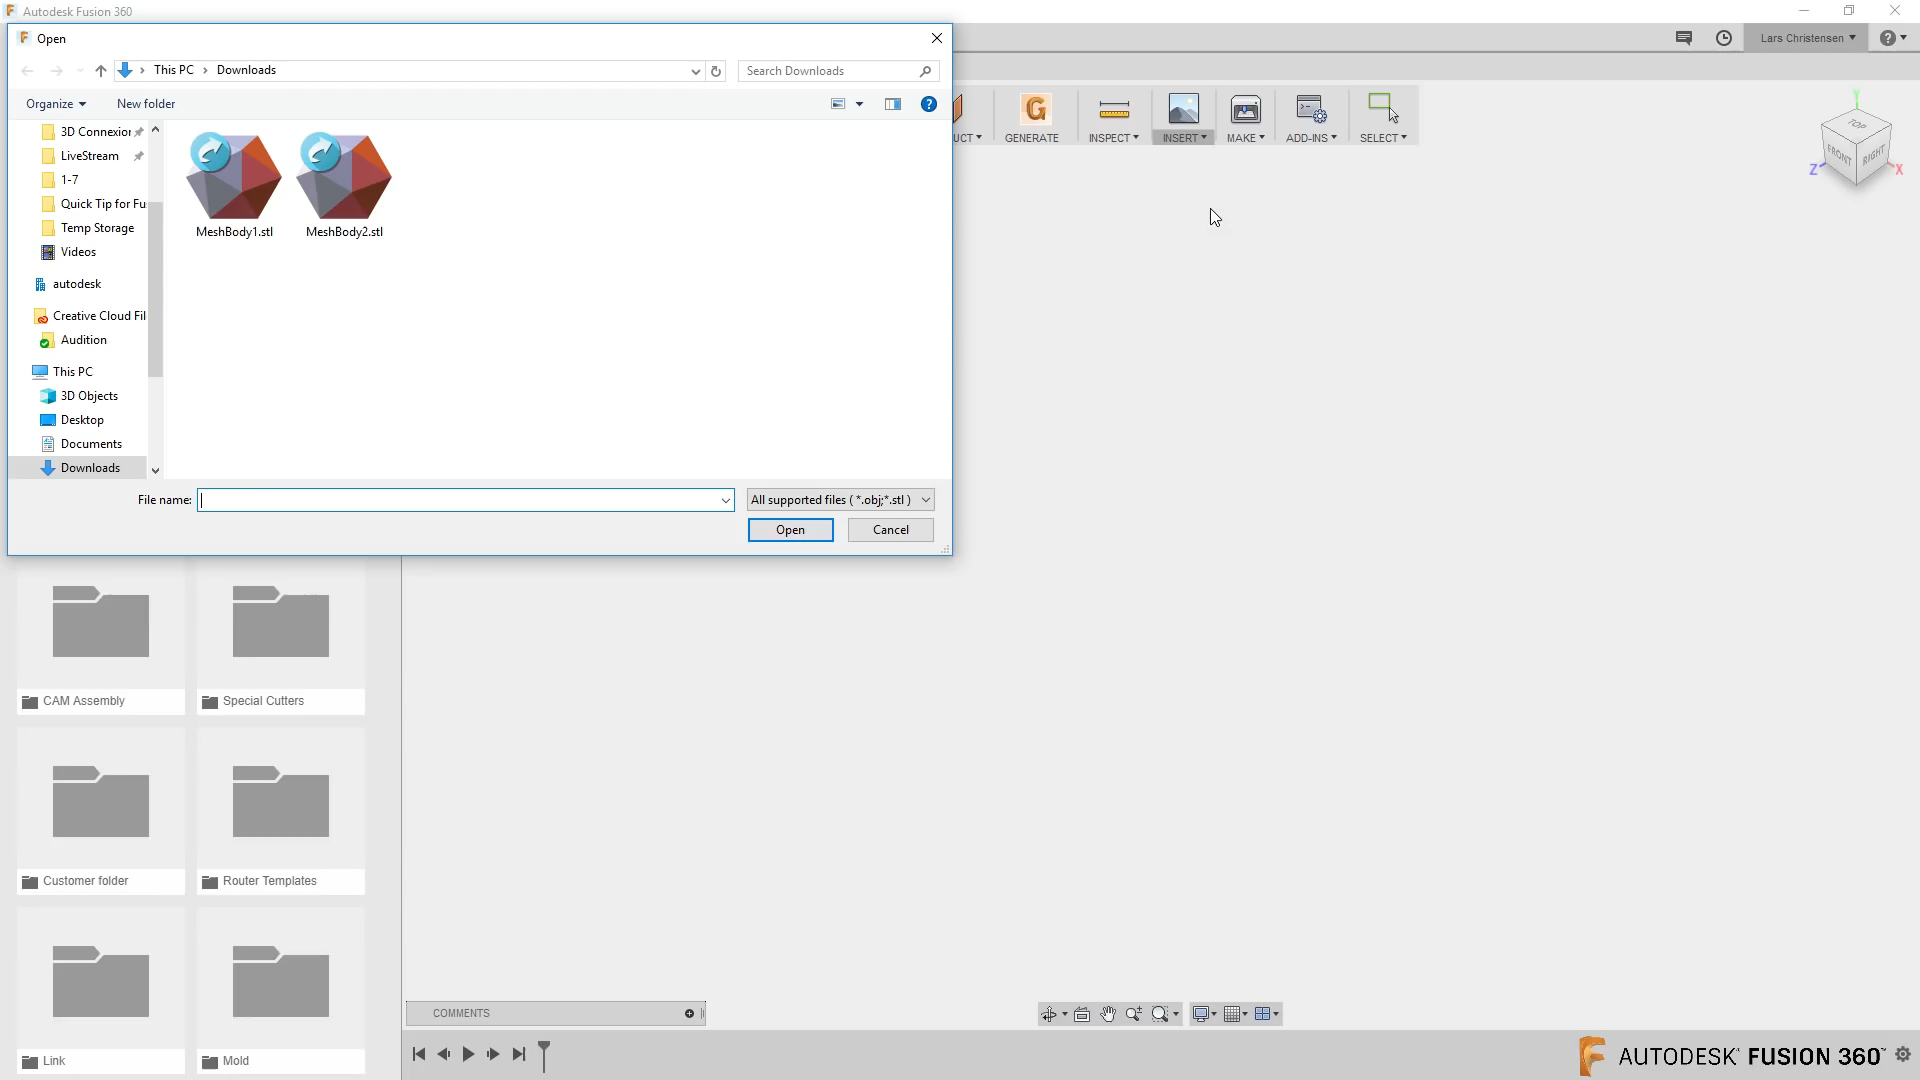 Autodesk Fusion 360
Open
This PC
Downloads
Search Downloads
Lars Christensen
Organize
New folder
3D Connexion
LiveStream
1-7
Quick Tip for Fu
Temp Storage
Videos
autodesk
Creative Cloud Fil
Audition
This PC
3D Objects
Desktop
Documents
Downloads
MeshBody1.stl
MeshBody2.stl
UCT
GENERATE
INSPECT
INSERT
MAKE
ADD-INS
SELECT
TOP
FRONT
RIGHT
Y
Z
X
File name:
All supported files ( *.obj;*.stl )
Open
Cancel
CAM Assembly
Special Cutters
Customer folder
Router Templates
Link
Mold
COMMENTS
AUTODESK FUSION 360™